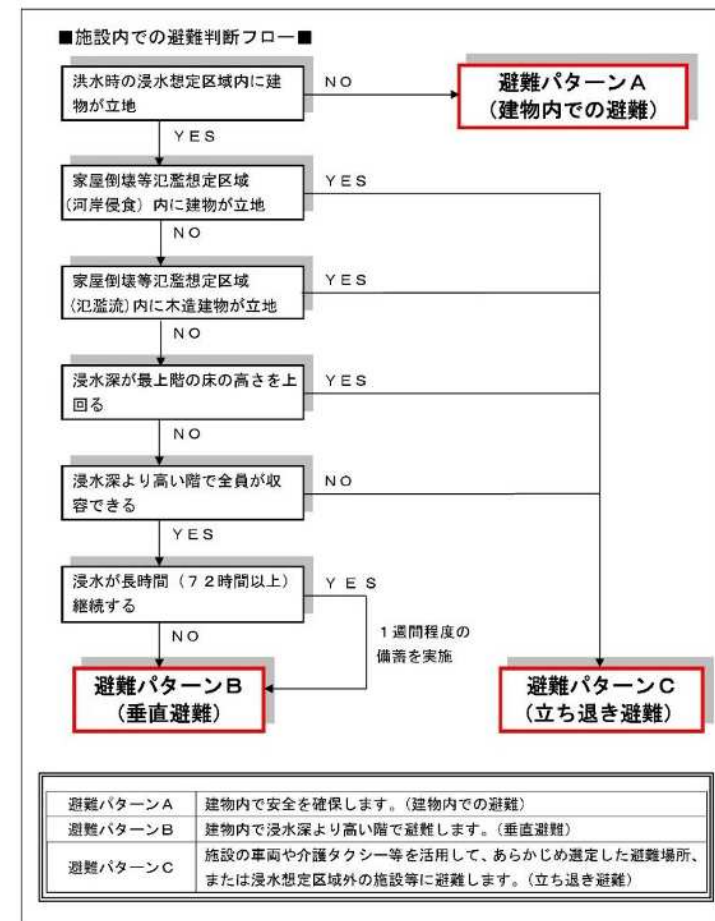 ■施設内での避難判断フロー■
洪水時の浸水想定区域内に建
物が立地
NO
避難パターンA
(建物内での避難)
YES
家屋倒壊等氾濫想定区域
(河岸侵食)内に建物が立地
YES
NO
家屋倒壊等氾濫想定区域
(氾濫流)内に木造建物が立地
YES
NO
浸水深が最上階の床の高さを上
回る
YES
NO
浸水深より高い階で全員が収
容できる
NO
YES
浸水が長時間(72時間以上)
継続する
YES
NO
1週間程度の
備蓄を実施
避難パターンB
(垂直避難)
避難パターンC
(立ち退き避難)
避難パターンA 建物内で安全を確保します。(建物内での避難)
避難パターンB 建物内で浸水深より高い階で避難します。(垂直避難)
避難パターンC 施設の車両や介護タクシー等を活用して、あらかじめ選定した避難場所、
または浸水想定区域外の施設等に避難します。(立ち退き避難)